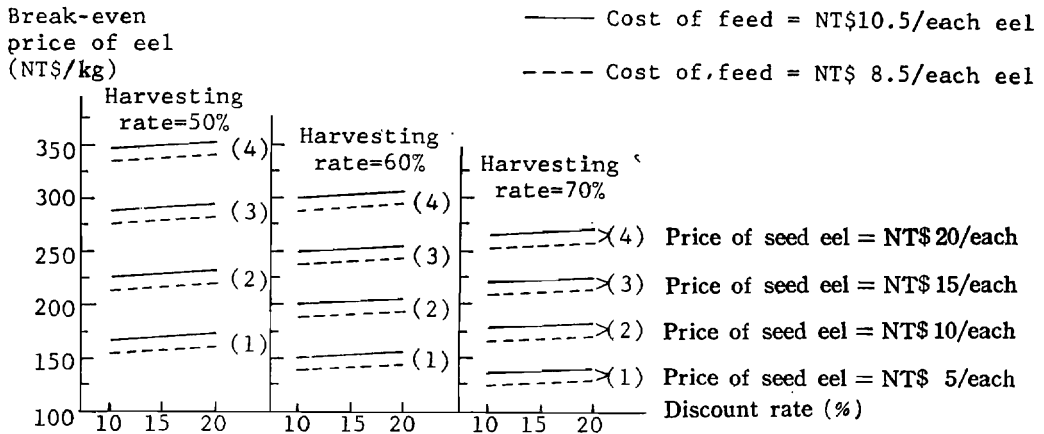 Break-even
price of eel
(NT$/kg)
—— Cost of feed = NT$10.5/each eel
---- Cost of feed = NT$ 8.5/each eel
Harvesting
rate=50%
Harvesting
rate=60%
Harvesting
rate=70%
350
300
250
200
150
100
(4)
(3)
(2)
(1)
(4)
(3)
(2)
(1)
(4) Price of seed eel = NT$ 20/each
(3) Price of seed eel = NT$ 15/each
(2) Price of seed eel = NT$ 10/each
(1) Price of seed eel = NT$ 5/each
10 15 20 10 15 20 10 15 20 Discount rate (%)